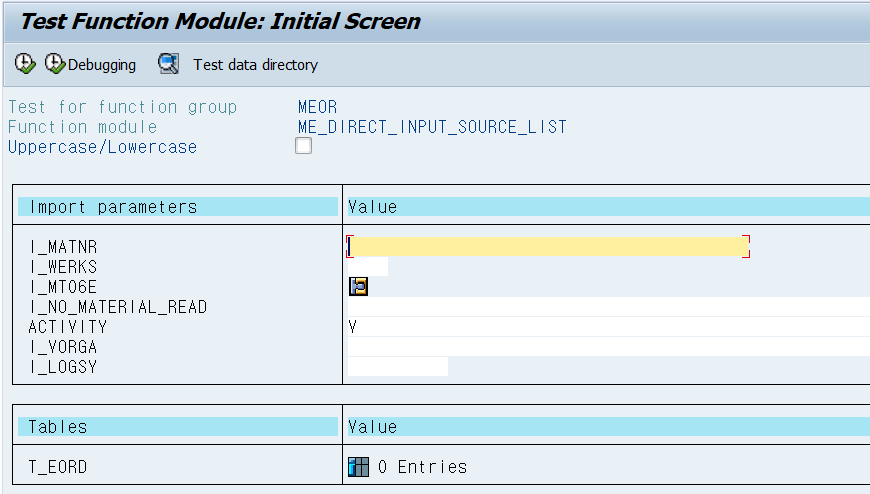 Test Function Module: Initial Screen
Debugging Test data directory
Test for function group MEOR
Function module ME_DIRECT_INPUT_SOURCE_LIST
Uppercase/Lowercase
Import parameters Value
I_MATNR
I_WERKS
I_MT06E
I_NO_MATERIAL_READ
ACTIVITY V
I_VORGA
I_LOGSY
Tables Value
T_EORD 0 Entries